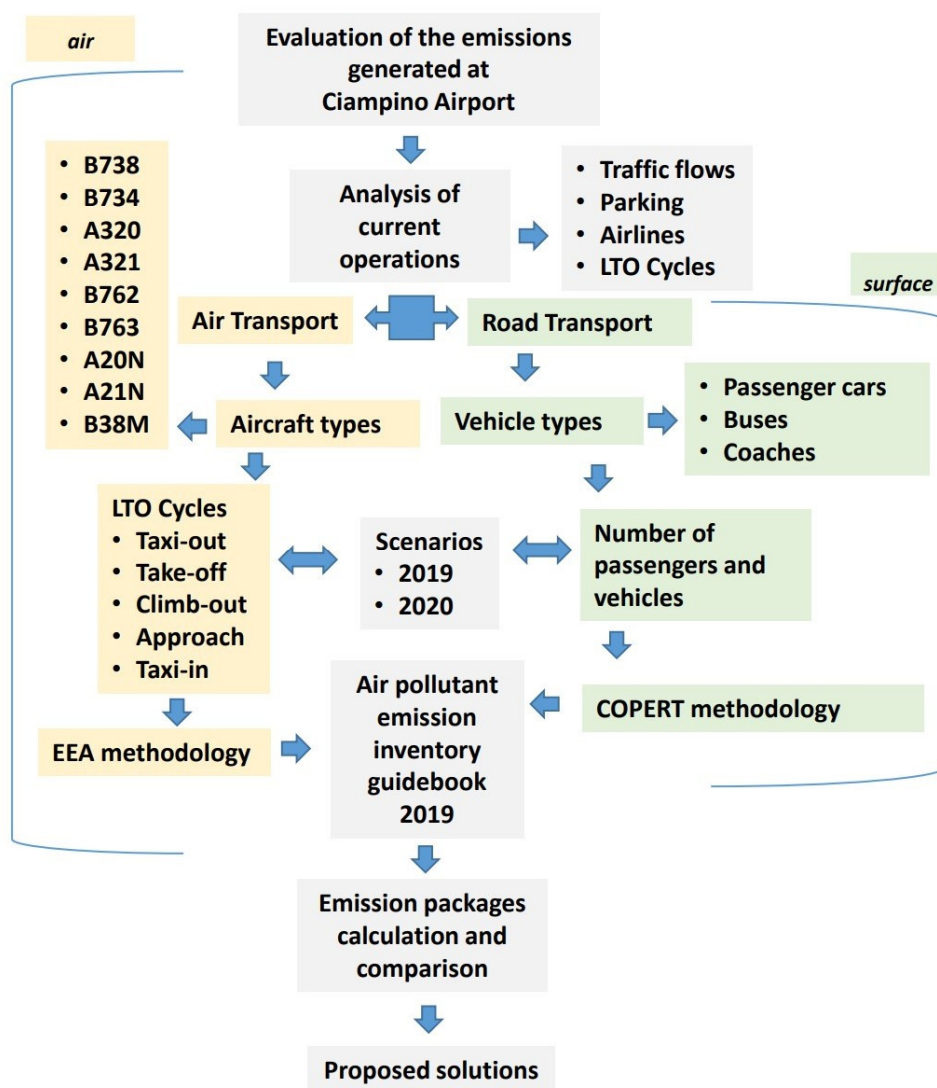 air
Evaluation of the emissions
generated at
Ciampino Airport
• B738
• B734
• A320
• A321
• B762
• B763
• A20N
• A21N
• B38M
Analysis of
current
operations
• Traffic flows
• Parking
• Airlines
• LTO Cycles
surface
Air Transport
Road Transport
Aircraft types
Vehicle types
• Passenger cars
• Buses
• Coaches
LTO Cycles
• Taxi-out
• Take-off
• Climb-out
• Approach
• Taxi-in
Scenarios
• 2019
• 2020
Number of
passengers and
vehicles
EEA methodology
Air pollutant
emission
inventory
guidebook
2019
COPERT methodology
Emission packages
calculation and
comparison
Proposed solutions